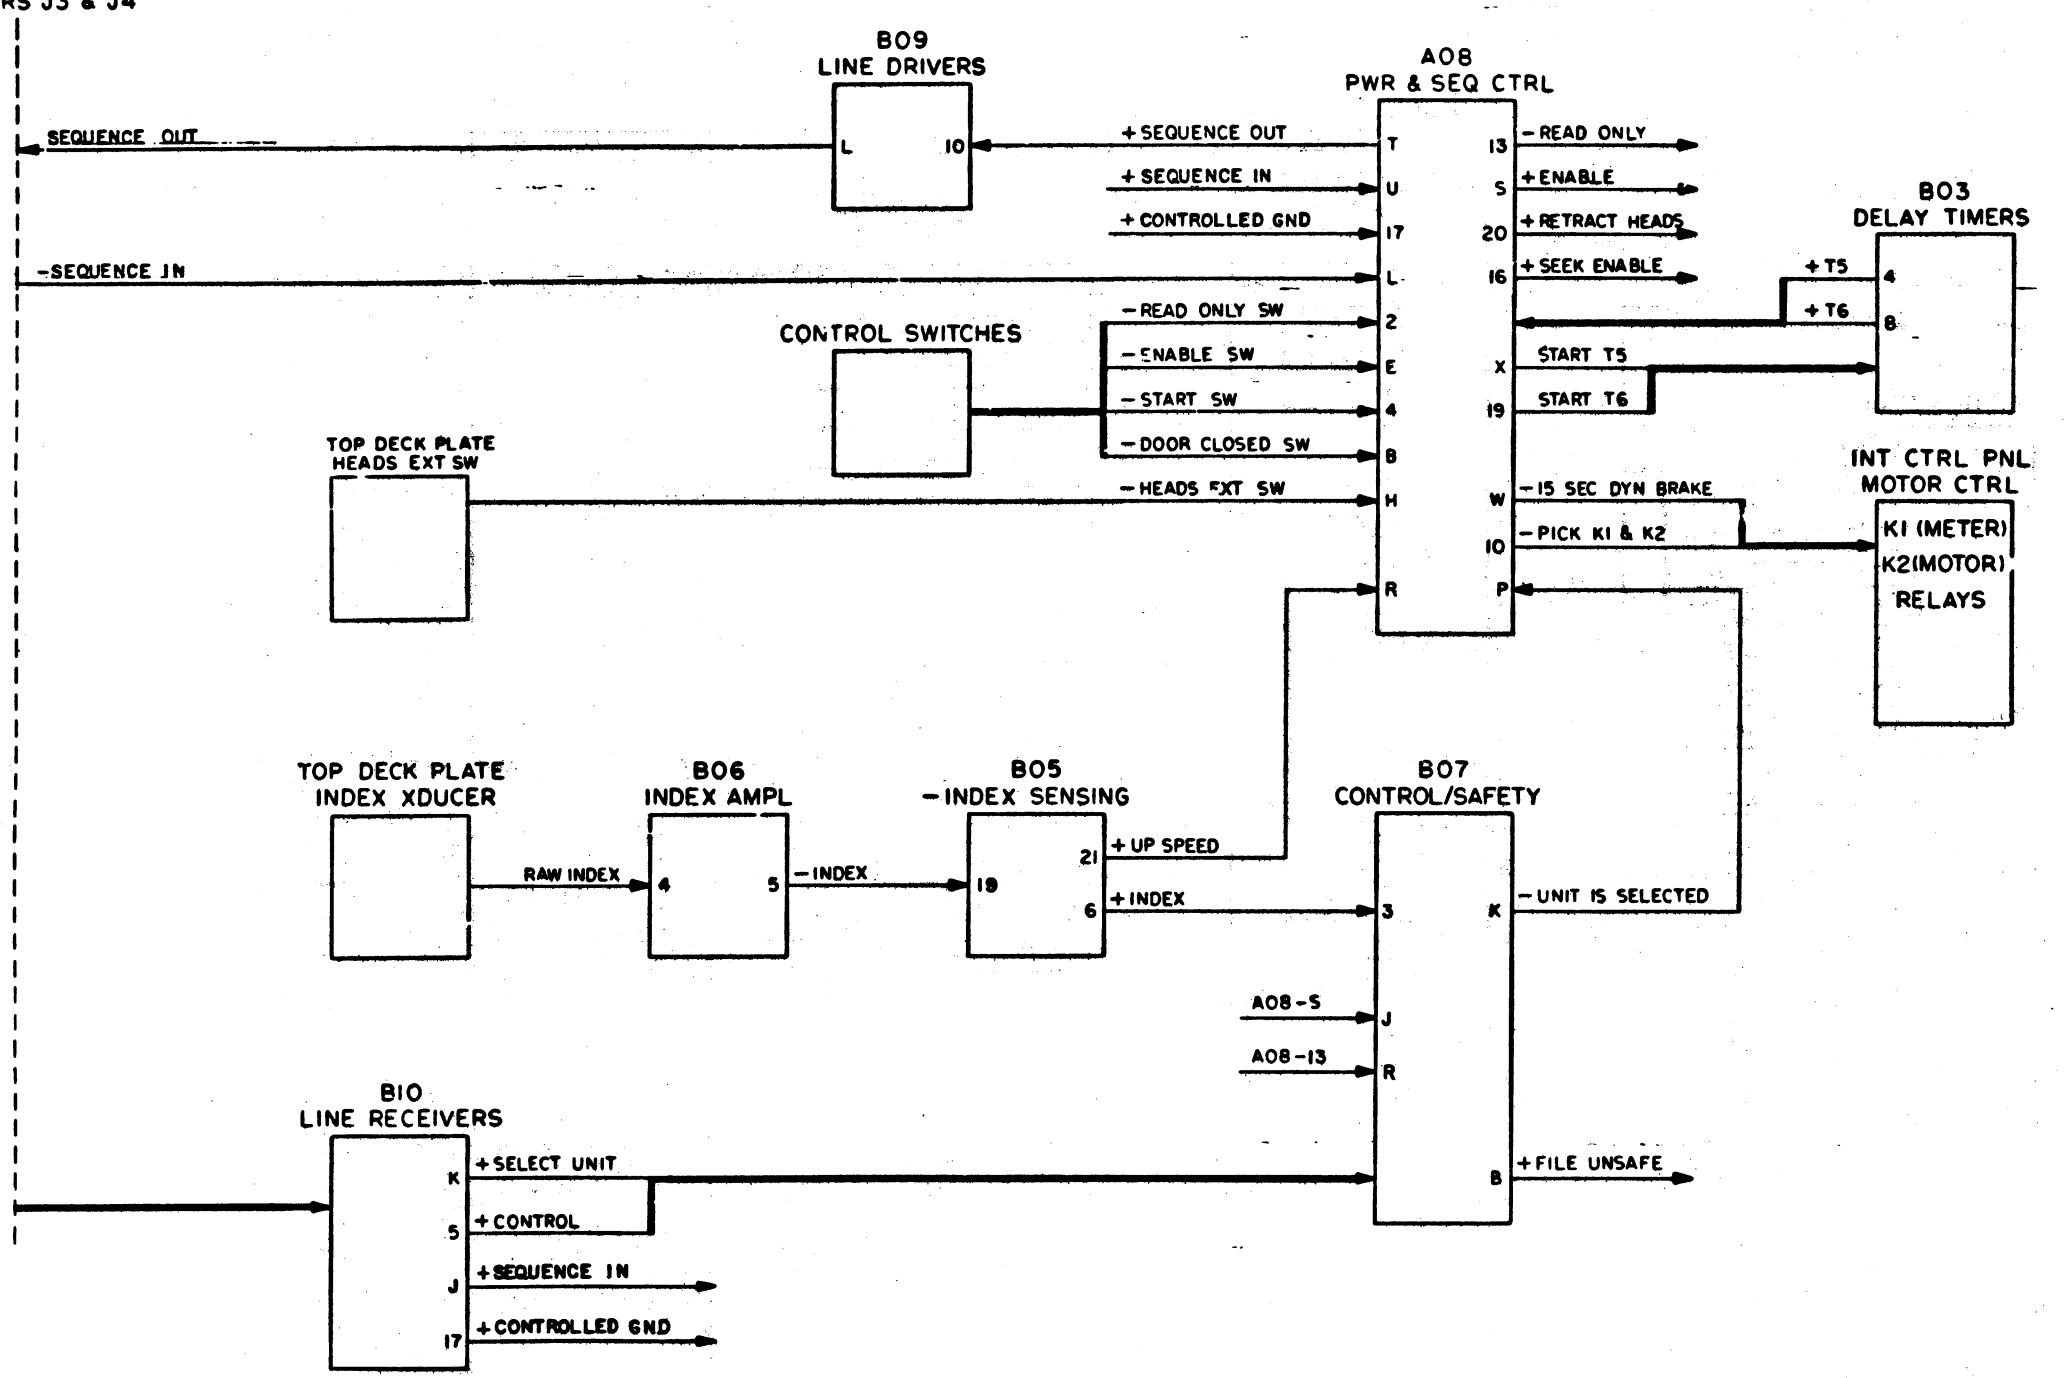 RS J3 & J4
B09
LINE DRIVERS
L 10
SEQUENCE OUT
-SEQUENCE IN
A08
PWR & SEQ CTRL
+SEQUENCE OUT T
+SEQUENCE IN U
+CONTROLLED GND 17
L
-READ ONLY SW 2
-ENABLE SW E
-START SW 4
-DOOR CLOSED SW B
-HEADS EXT SW H
R
13 -READ ONLY
S +ENABLE
20 +RETRACT HEADS
16 +SEEK ENABLE
X START T5
19 START T6
W -15 SEC DYN BRAKE
10 -PICK K1 & K2
P
B03
DELAY TIMERS
+T5 4
+T6 B
CONTROL SWITCHES
TOP DECK PLATE
HEADS EXT SW
INT CTRL PNL
MOTOR CTRL
K1 (METER)
K2(MOTOR)
RELAYS
TOP DECK PLATE
INDEX XDUCER
RAW INDEX
B06
INDEX AMPL
4 5
-INDEX
B05
-INDEX SENSING
19
21 +UP SPEED
6 +INDEX
B07
CONTROL/SAFETY
3
K -UNIT IS SELECTED
A08-S J
A08-13 R
B +FILE UNSAFE
B10
LINE RECEIVERS
K +SELECT UNIT
5 +CONTROL
J +SEQUENCE IN
17 +CONTROLLED GND